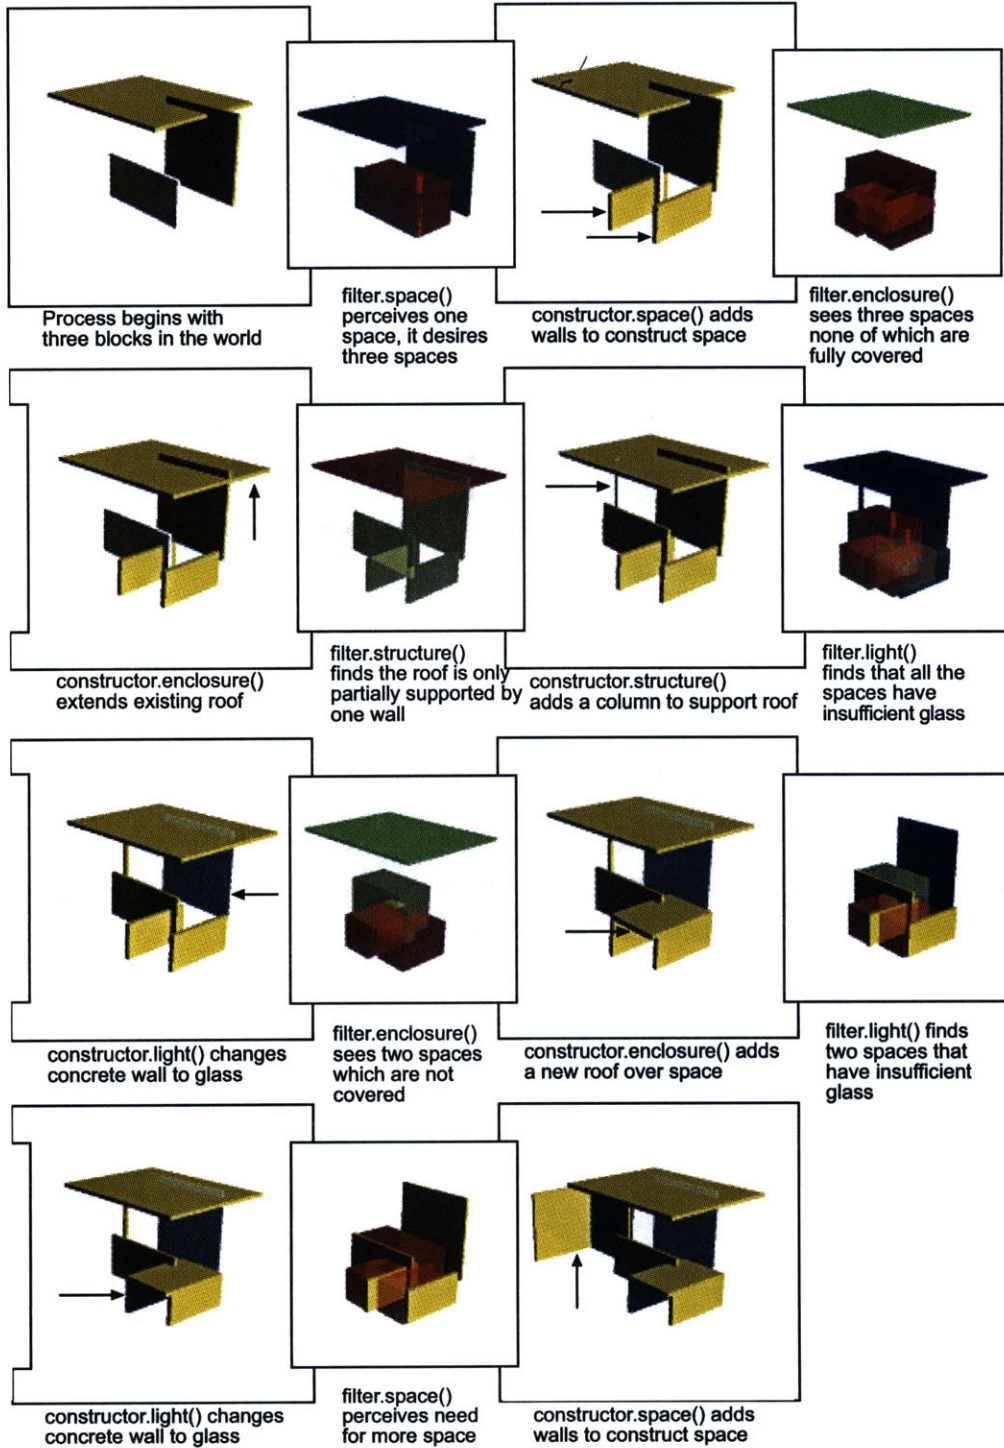 Process begins with
three blocks in the world
filter.space()
perceives one
space, it desires
three spaces
constructor.space() adds
walls to construct space
filter.enclosure()
sees three spaces
none of which are
fully covered
constructor.enclosure()
extends existing roof
filter.structure()
finds the roof is only
partially supported by
one wall
constructor.structure()
adds a column to support roof
filter.light()
finds that all the
spaces have
insufficient glass
constructor.light() changes
concrete wall to glass
filter.enclosure()
sees two spaces
which are not
covered
constructor.enclosure() adds
a new roof over space
filter.light() finds
two spaces that
have insufficient
glass
constructor.light() changes
concrete wall to glass
filter.space()
perceives need
for more space
constructor.space() adds
walls to construct space